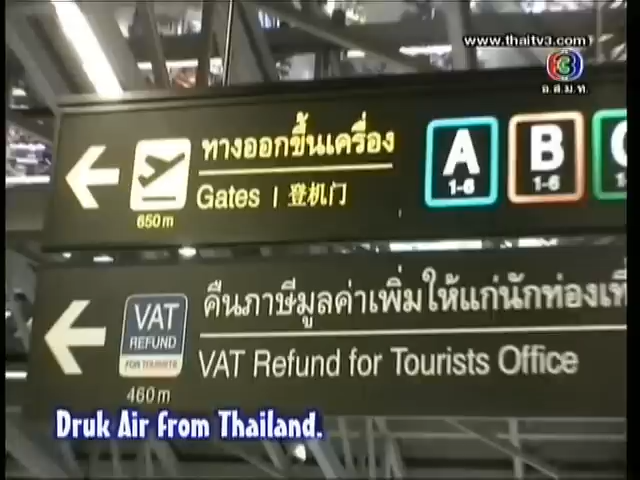 www.thaitv3.com
3
อ.ส.ม.ท.
ทางออกขึ้นเครื่อง
Gates | 登机门
650 m
A
1-6
B
1-6
C
คืนภาษีมูลค่าเพิ่มให้แก่นักท่องเที่
VAT REFUND
FOR TOURISTS
VAT Refund for Tourists Office
460 m
Druk Air from Thailand.